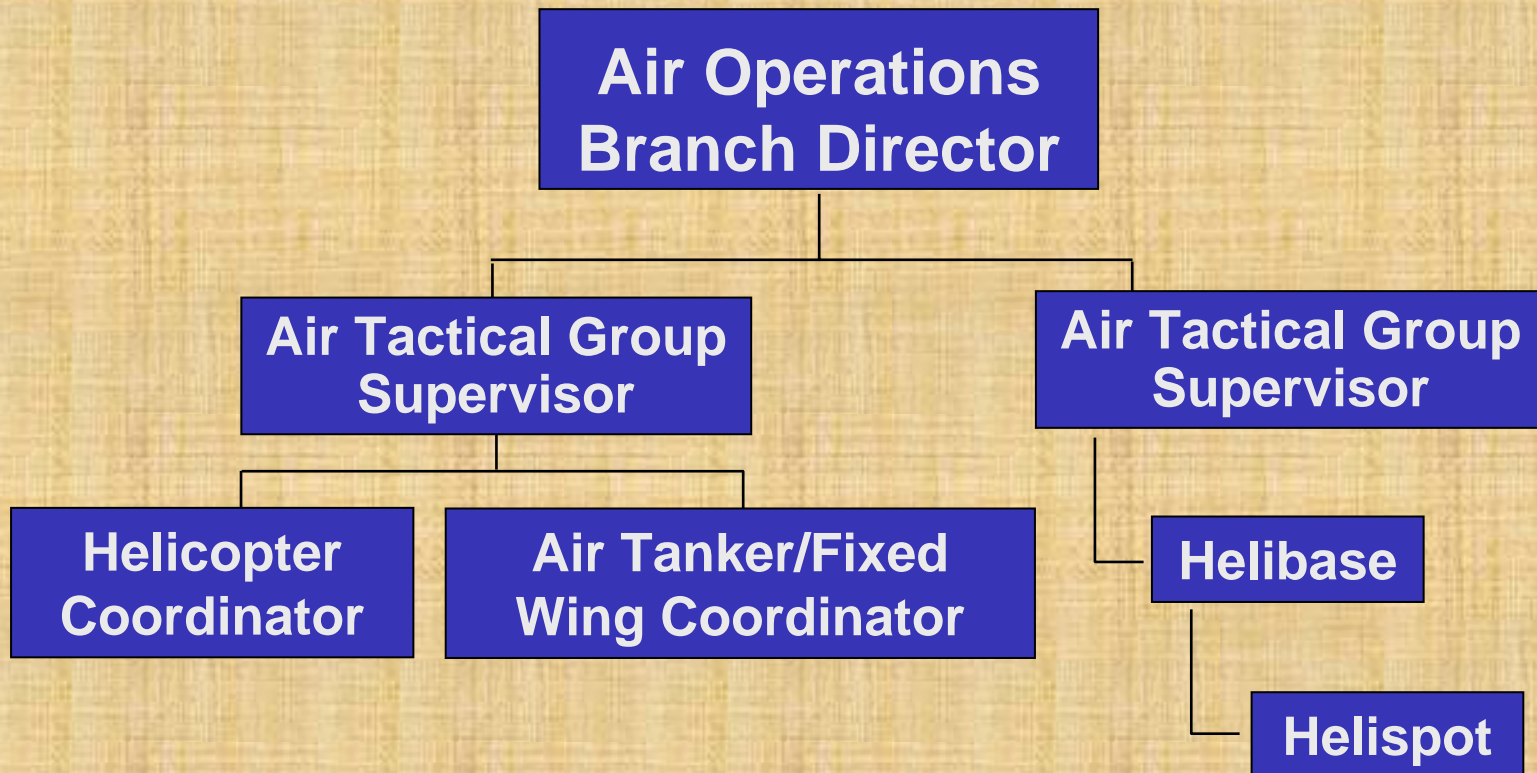 Air Operations
Branch Director
Air Tactical Group
Supervisor
Air Tactical Group
Supervisor
Helicopter
Coordinator
Air Tanker/Fixed
Wing Coordinator
Helibase
Helispot